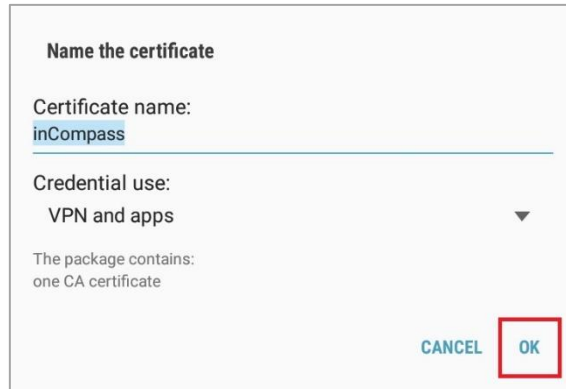 Name the certificate
Certificate name:
inCompass
Credential use:
VPN and apps
The package contains:
one CA certificate
CANCEL OK